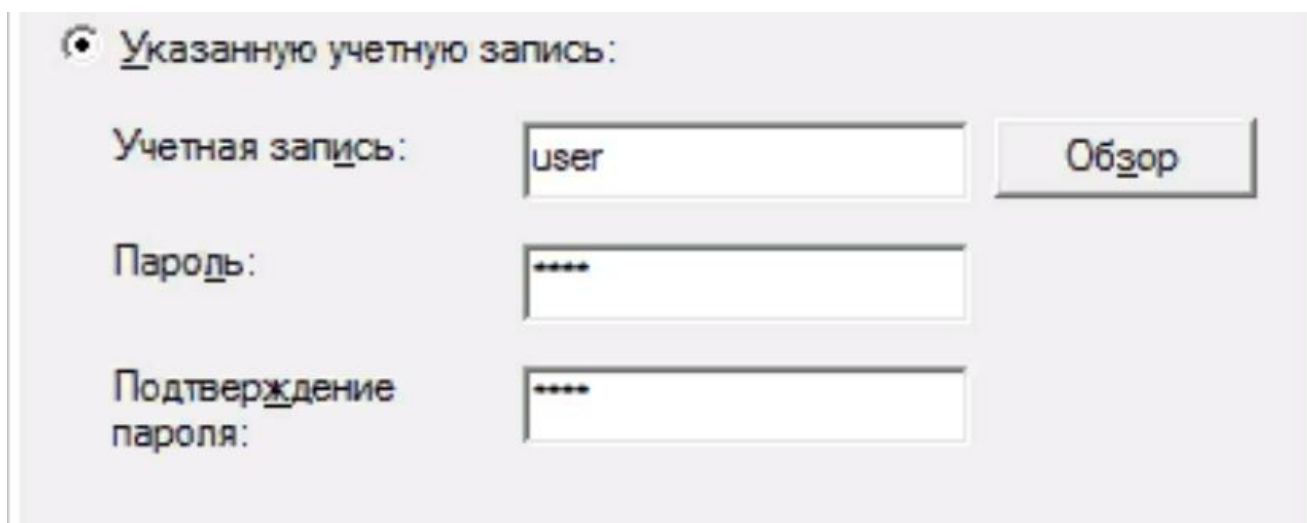 Указанную учетную запись:
Учетная запись:
user
Обзор
Пароль:
****
Подтверждение
пароля:
****